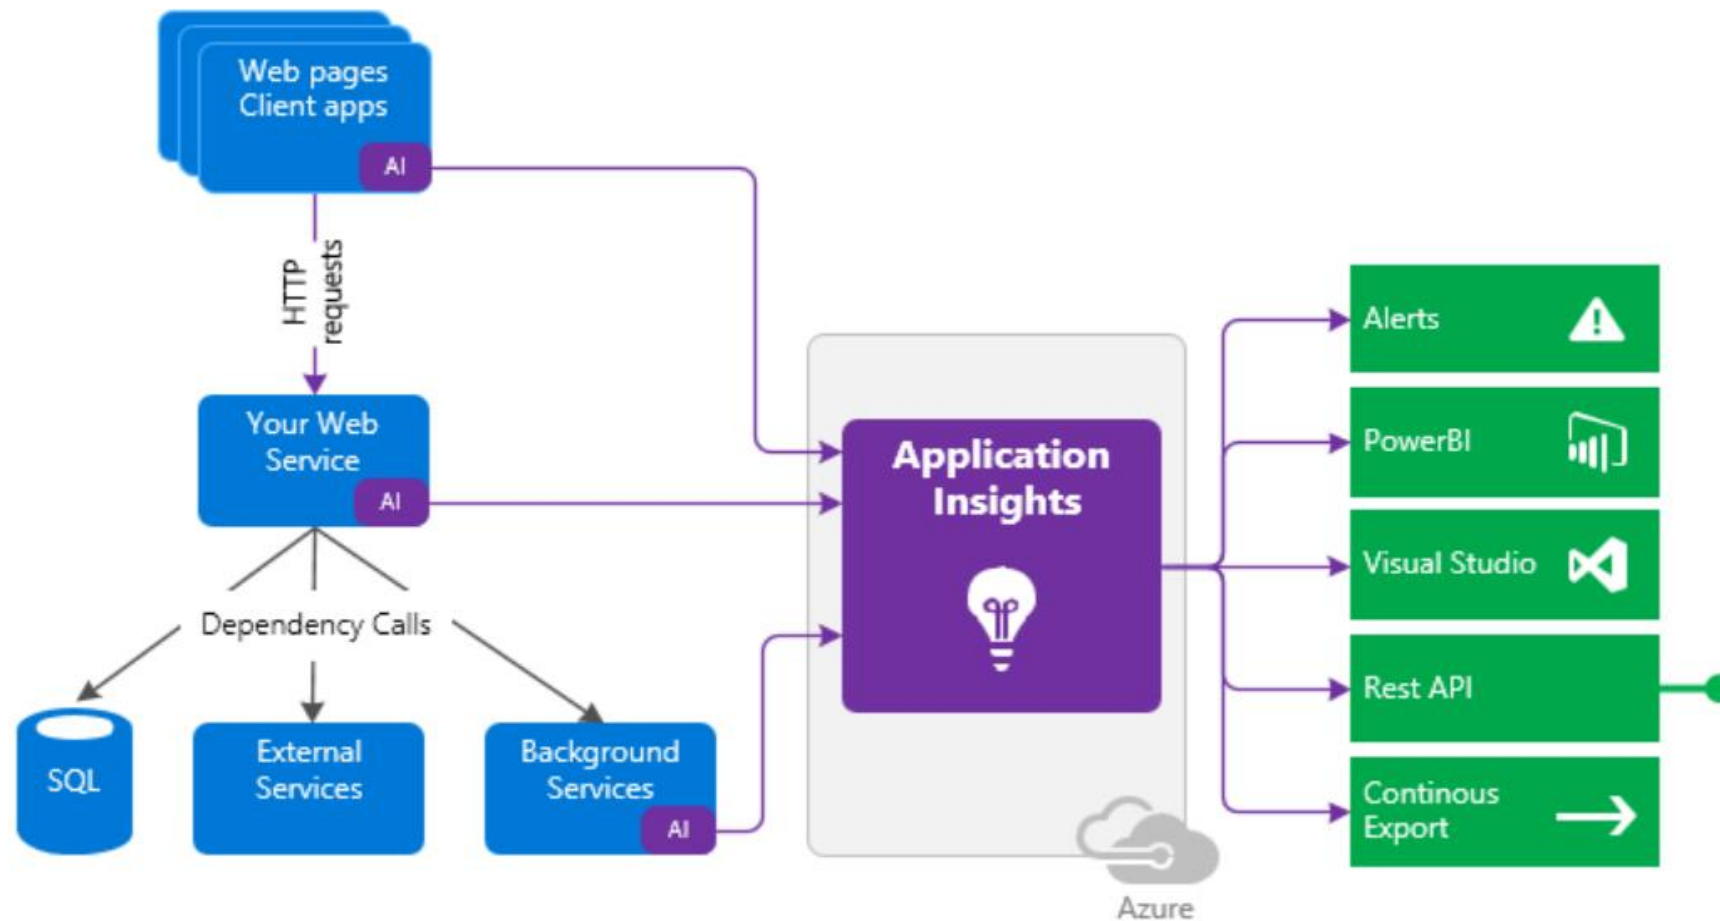 Web pages
Client apps
AI
HTTP
requests
Your Web
Service
AI
Dependency Calls
SQL
External
Services
Background
Services
AI
Application
Insights
Azure
Alerts
PowerBI
Visual Studio
Rest API
Continous
Export